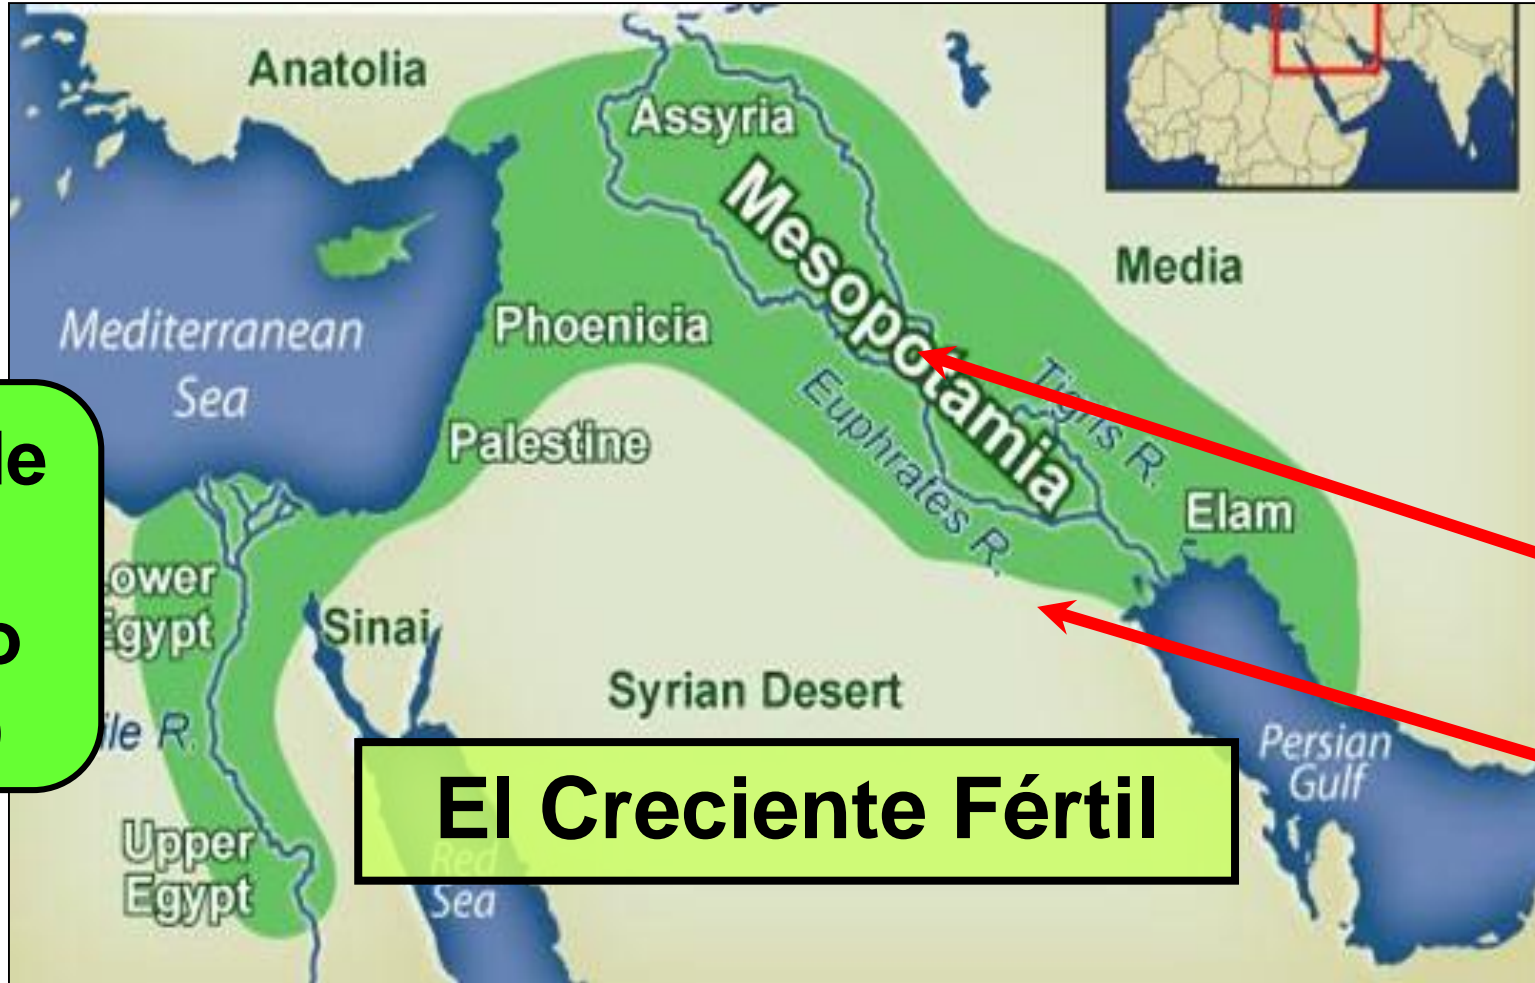 Anatolia
Assyria
Mesopotamia
Media
Mediterranean
Sea
Phoenicia
Tigris R.
Euphrates R.
Palestine
Elam
Egypt
Sinai
Syrian Desert
Persian
Gulf
El Creciente Fértil
Upper
Egypt
Red
Sea